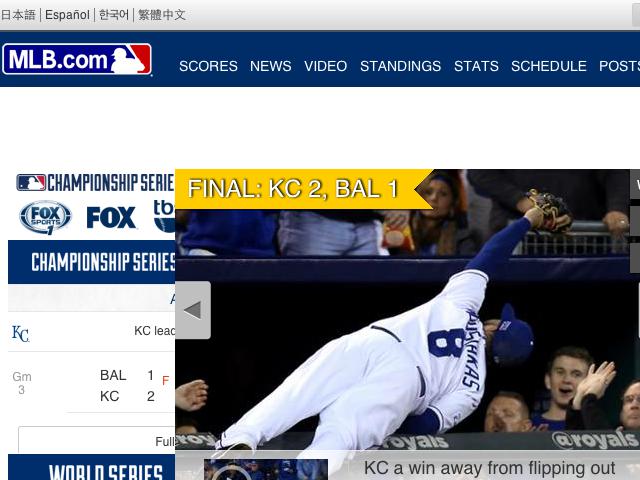 日本語 | Español | 한국어 | 繁體中文
MLB.com
SCORES NEWS VIDEO STANDINGS STATS SCHEDULE
CHAMPIONSHIP SERIE
FOX SPORTS 1 FOX tb
CHAMPIONSHIP SERIES
A
KC KC lead
Gm 3
BAL 1 F
KC 2
Full
WORLD SERIES
FINAL: KC 2, BAL 1
MOUSTAKAS
8
royals @royals
KC a win away from flipping out